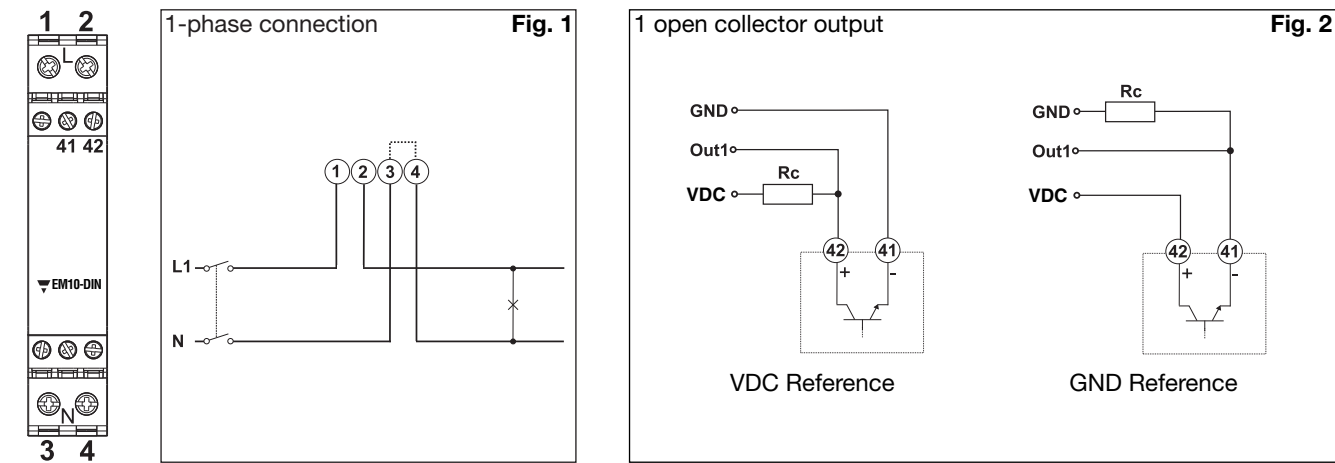 1 2
L
41 42
EM10-DIN
N
3 4
1-phase connection Fig. 1
1 2 3 4
L1
N
1 open collector output Fig. 2
GND
Out1
Rc
VDC
42 41
+ -
VDC Reference
Rc
GND
Out1
VDC
42 41
+ -
GND Reference